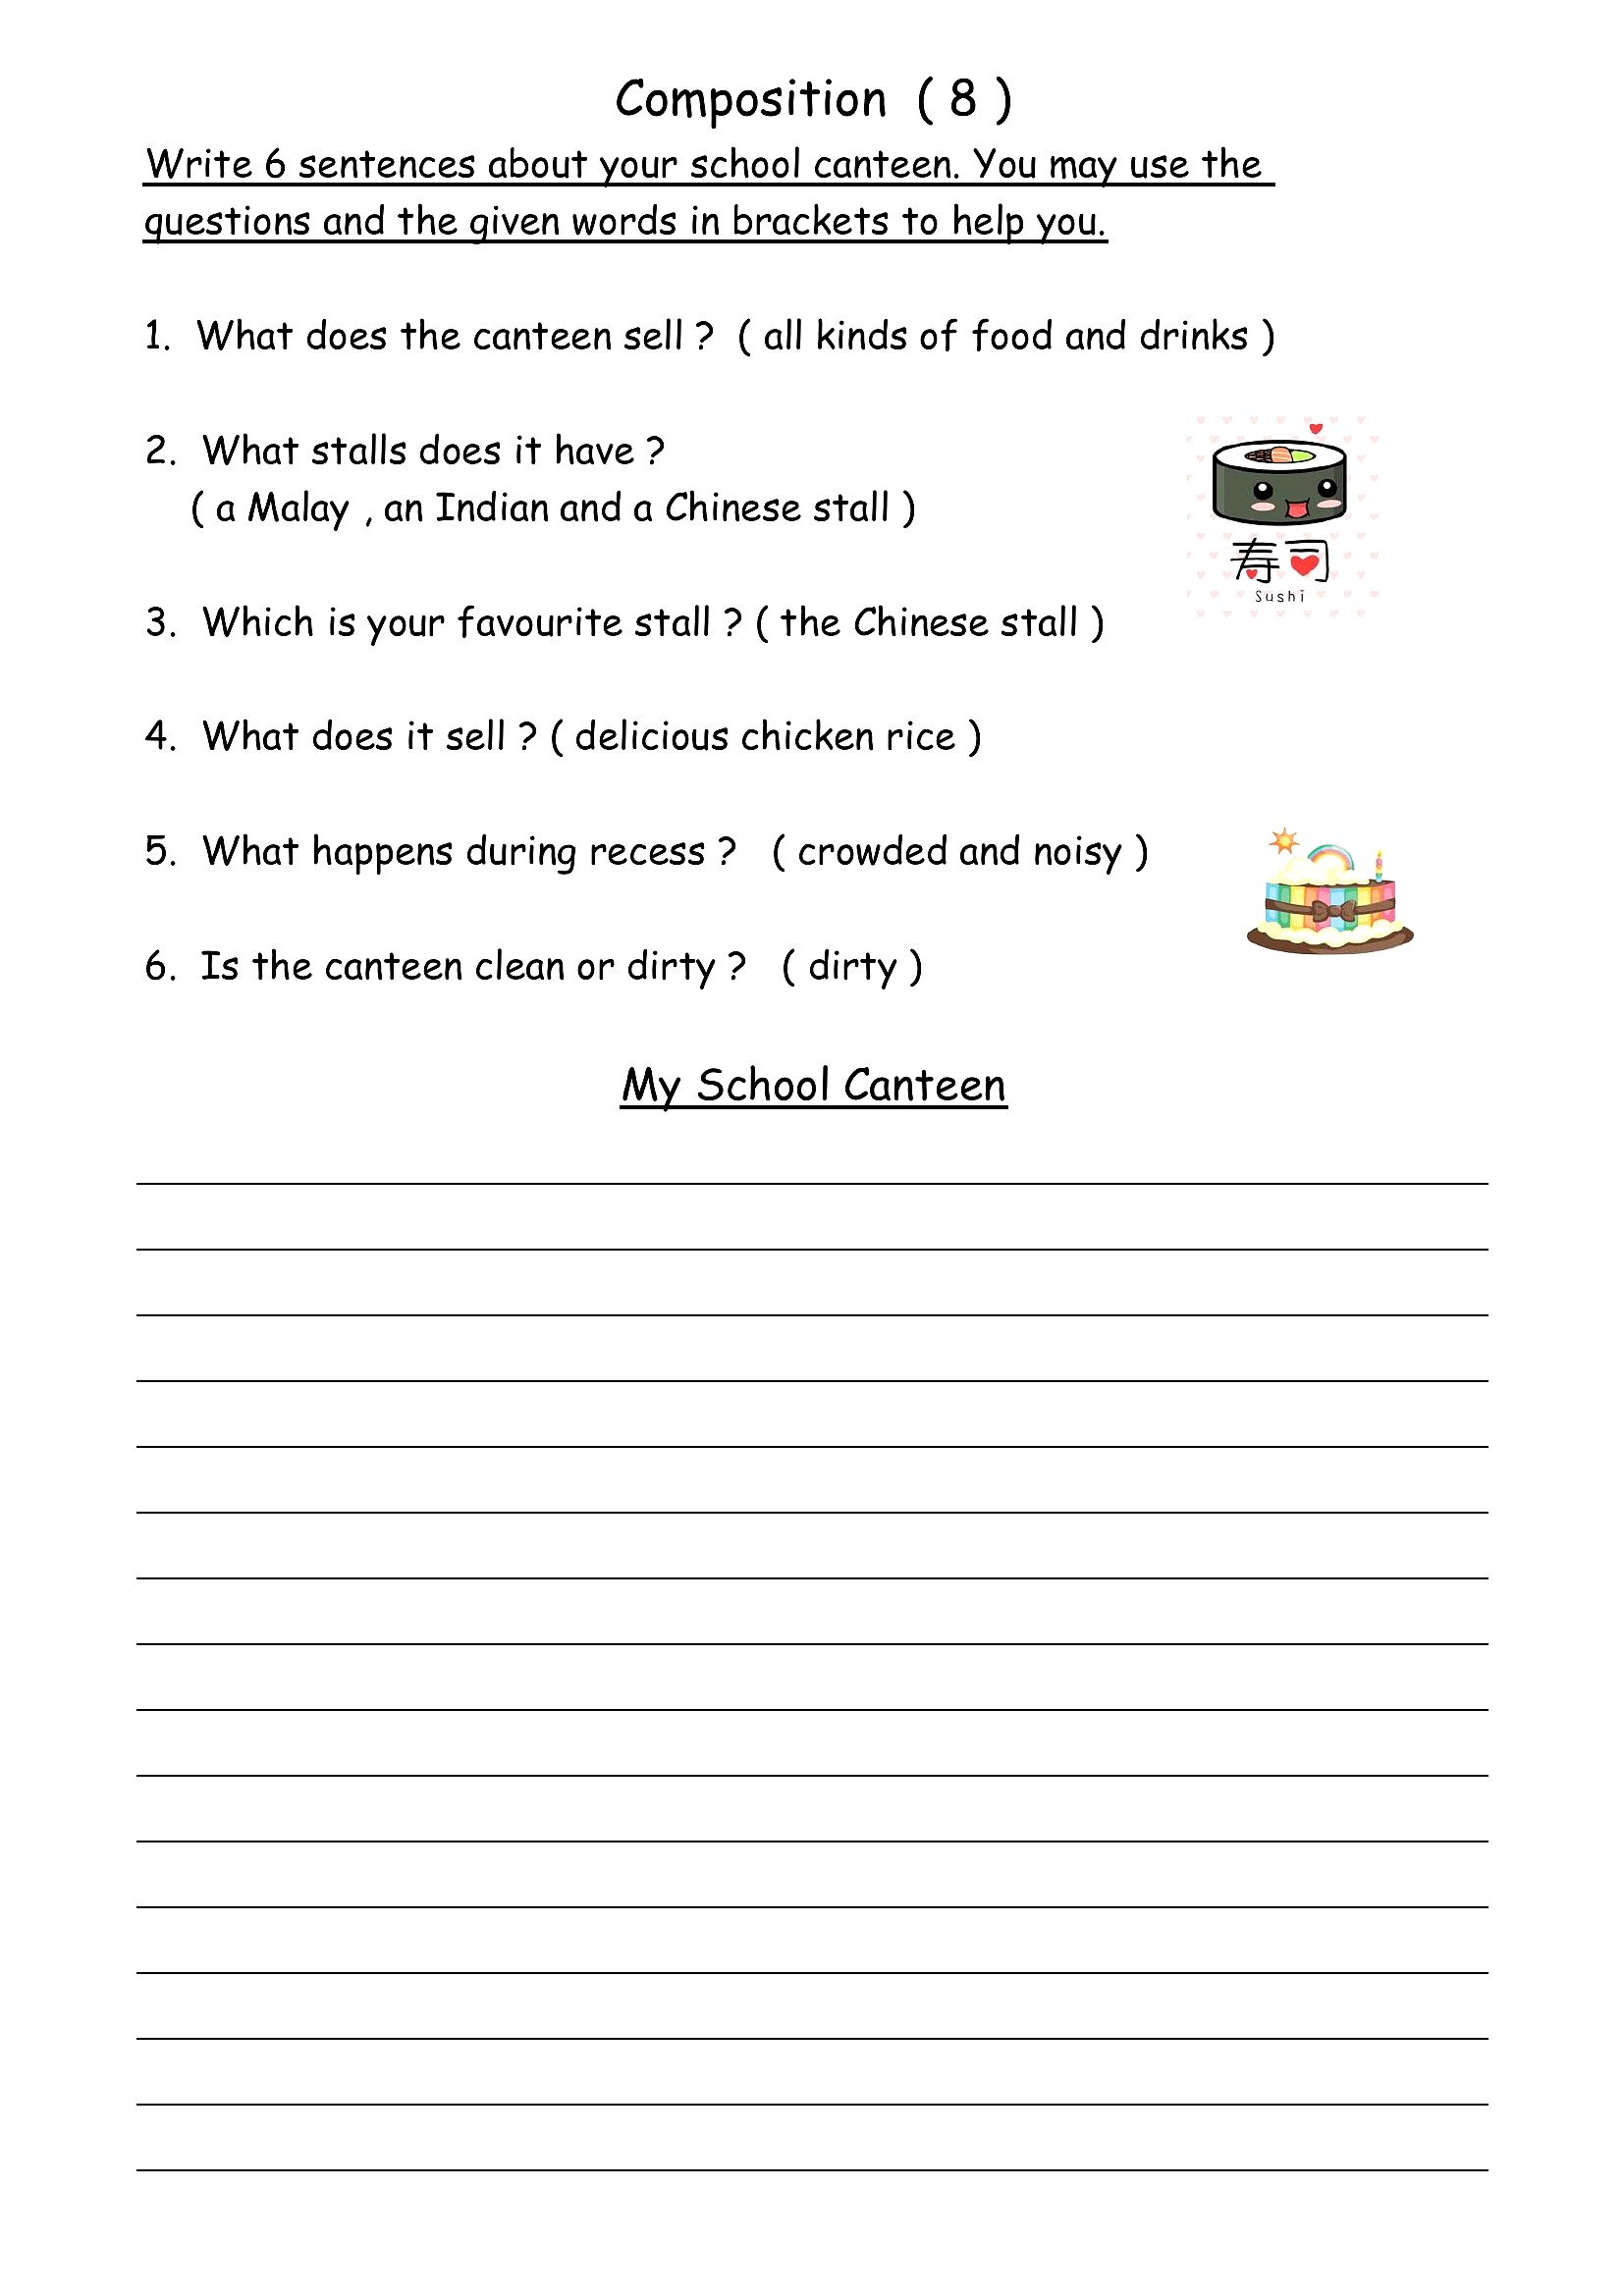 Composition ( 8 )
Write 6 sentences about your school canteen. You may use the
questions and the given words in brackets to help you.
1. What does the canteen sell ? ( all kinds of food and drinks )
2. What stalls does it have ?
( a Malay , an Indian and a Chinese stall )
寿司
Sushi
3. Which is your favourite stall ? ( the Chinese stall )
4. What does it sell ? ( delicious chicken rice )
5. What happens during recess ? ( crowded and noisy )
6. Is the canteen clean or dirty ? ( dirty )
My School Canteen